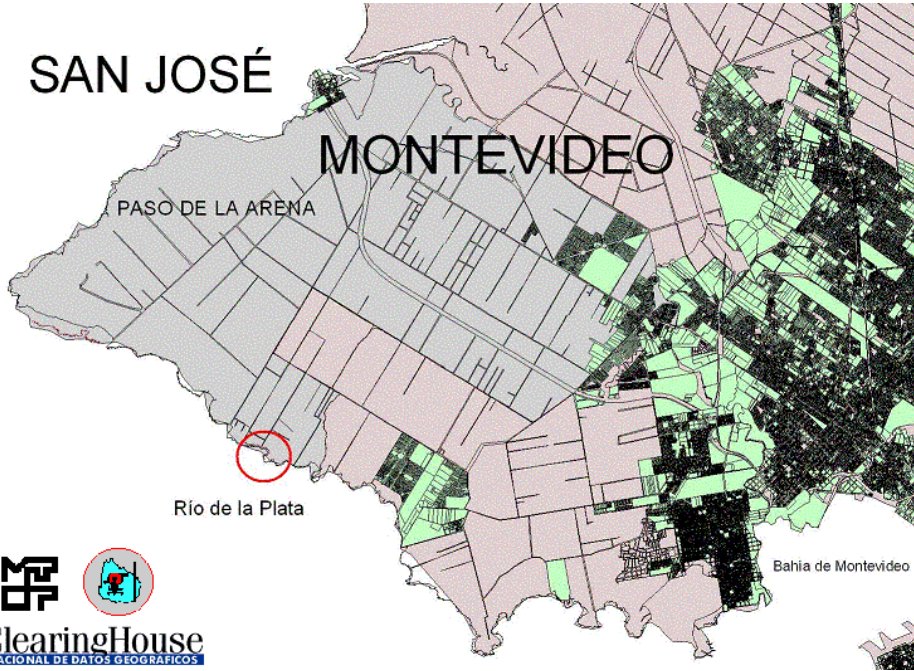 SAN JOSÉ
MONTEVIDEO
PASO DE LA ARENA
Río de la Plata
Bahia de Montevideo
MTOP
ClearingHouse
NACIONAL DE DATOS GEOGRAFICOS